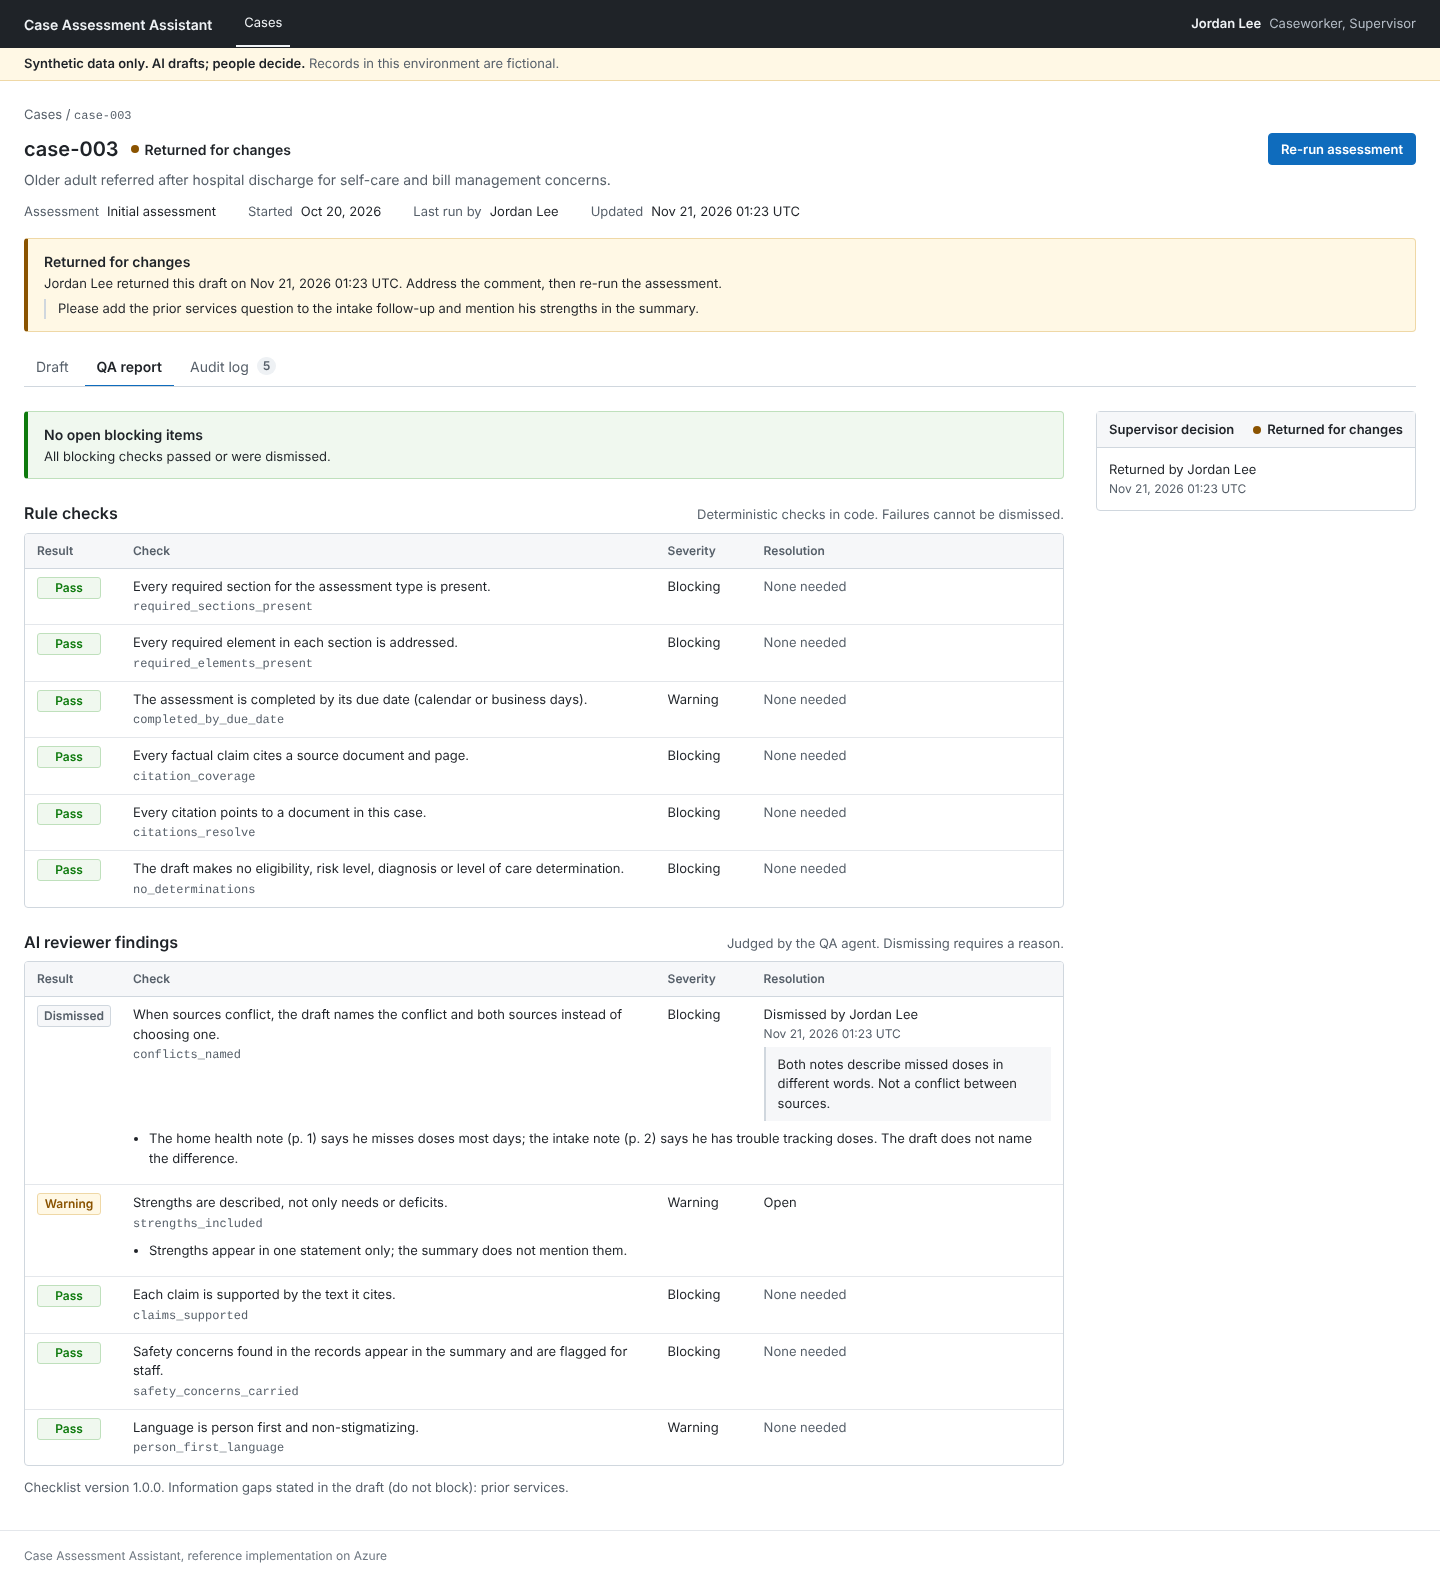 Case Assessment Assistant
Cases
Jordan Lee Caseworker, Supervisor
Synthetic data only. AI drafts; people decide. Records in this environment are fictional.
Cases / case-003
case-003
Returned for changes
Re-run assessment
Older adult referred after hospital discharge for self-care and bill management concerns.
Assessment Initial assessment Started Oct 20, 2026 Last run by Jordan Lee Updated Nov 21, 2026 01:23 UTC
Returned for changes
Jordan Lee returned this draft on Nov 21, 2026 01:23 UTC. Address the comment, then re-run the assessment.
Please add the prior services question to the intake follow-up and mention his strengths in the summary.
Draft QA report Audit log 5
No open blocking items
All blocking checks passed or were dismissed.
Supervisor decision Returned for changes
Returned by Jordan Lee
Nov 21, 2026 01:23 UTC
Rule checks
Deterministic checks in code. Failures cannot be dismissed.
Result Check Severity Resolution
Pass Every required section for the assessment type is present. Blocking None needed
required_sections_present
Pass Every required element in each section is addressed. Blocking None needed
required_elements_present
Pass The assessment is completed by its due date (calendar or business days). Warning None needed
completed_by_due_date
Pass Every factual claim cites a source document and page. Blocking None needed
citation_coverage
Pass Every citation points to a document in this case. Blocking None needed
citations_resolve
Pass The draft makes no eligibility, risk level, diagnosis or level of care determination. Blocking None needed
no_determinations
AI reviewer findings
Judged by the QA agent. Dismissing requires a reason.
Result Check Severity Resolution
Dismissed When sources conflict, the draft names the conflict and both sources instead of Blocking Dismissed by Jordan Lee
choosing one. Nov 21, 2026 01:23 UTC
conflicts_named
Both notes describe missed doses in
different words. Not a conflict between
sources.
• The home health note (p. 1) says he misses doses most days; the intake note (p. 2) says he has trouble tracking doses. The draft does not name
the difference.
Warning Strengths are described, not only needs or deficits. Warning Open
strengths_included
• Strengths appear in one statement only; the summary does not mention them.
Pass Each claim is supported by the text it cites. Blocking None needed
claims_supported
Pass Safety concerns found in the records appear in the summary and are flagged for Blocking None needed
staff.
safety_concerns_carried
Pass Language is person first and non-stigmatizing. Warning None needed
person_first_language
Checklist version 1.0.0. Information gaps stated in the draft (do not block): prior services.
Case Assessment Assistant, reference implementation on Azure